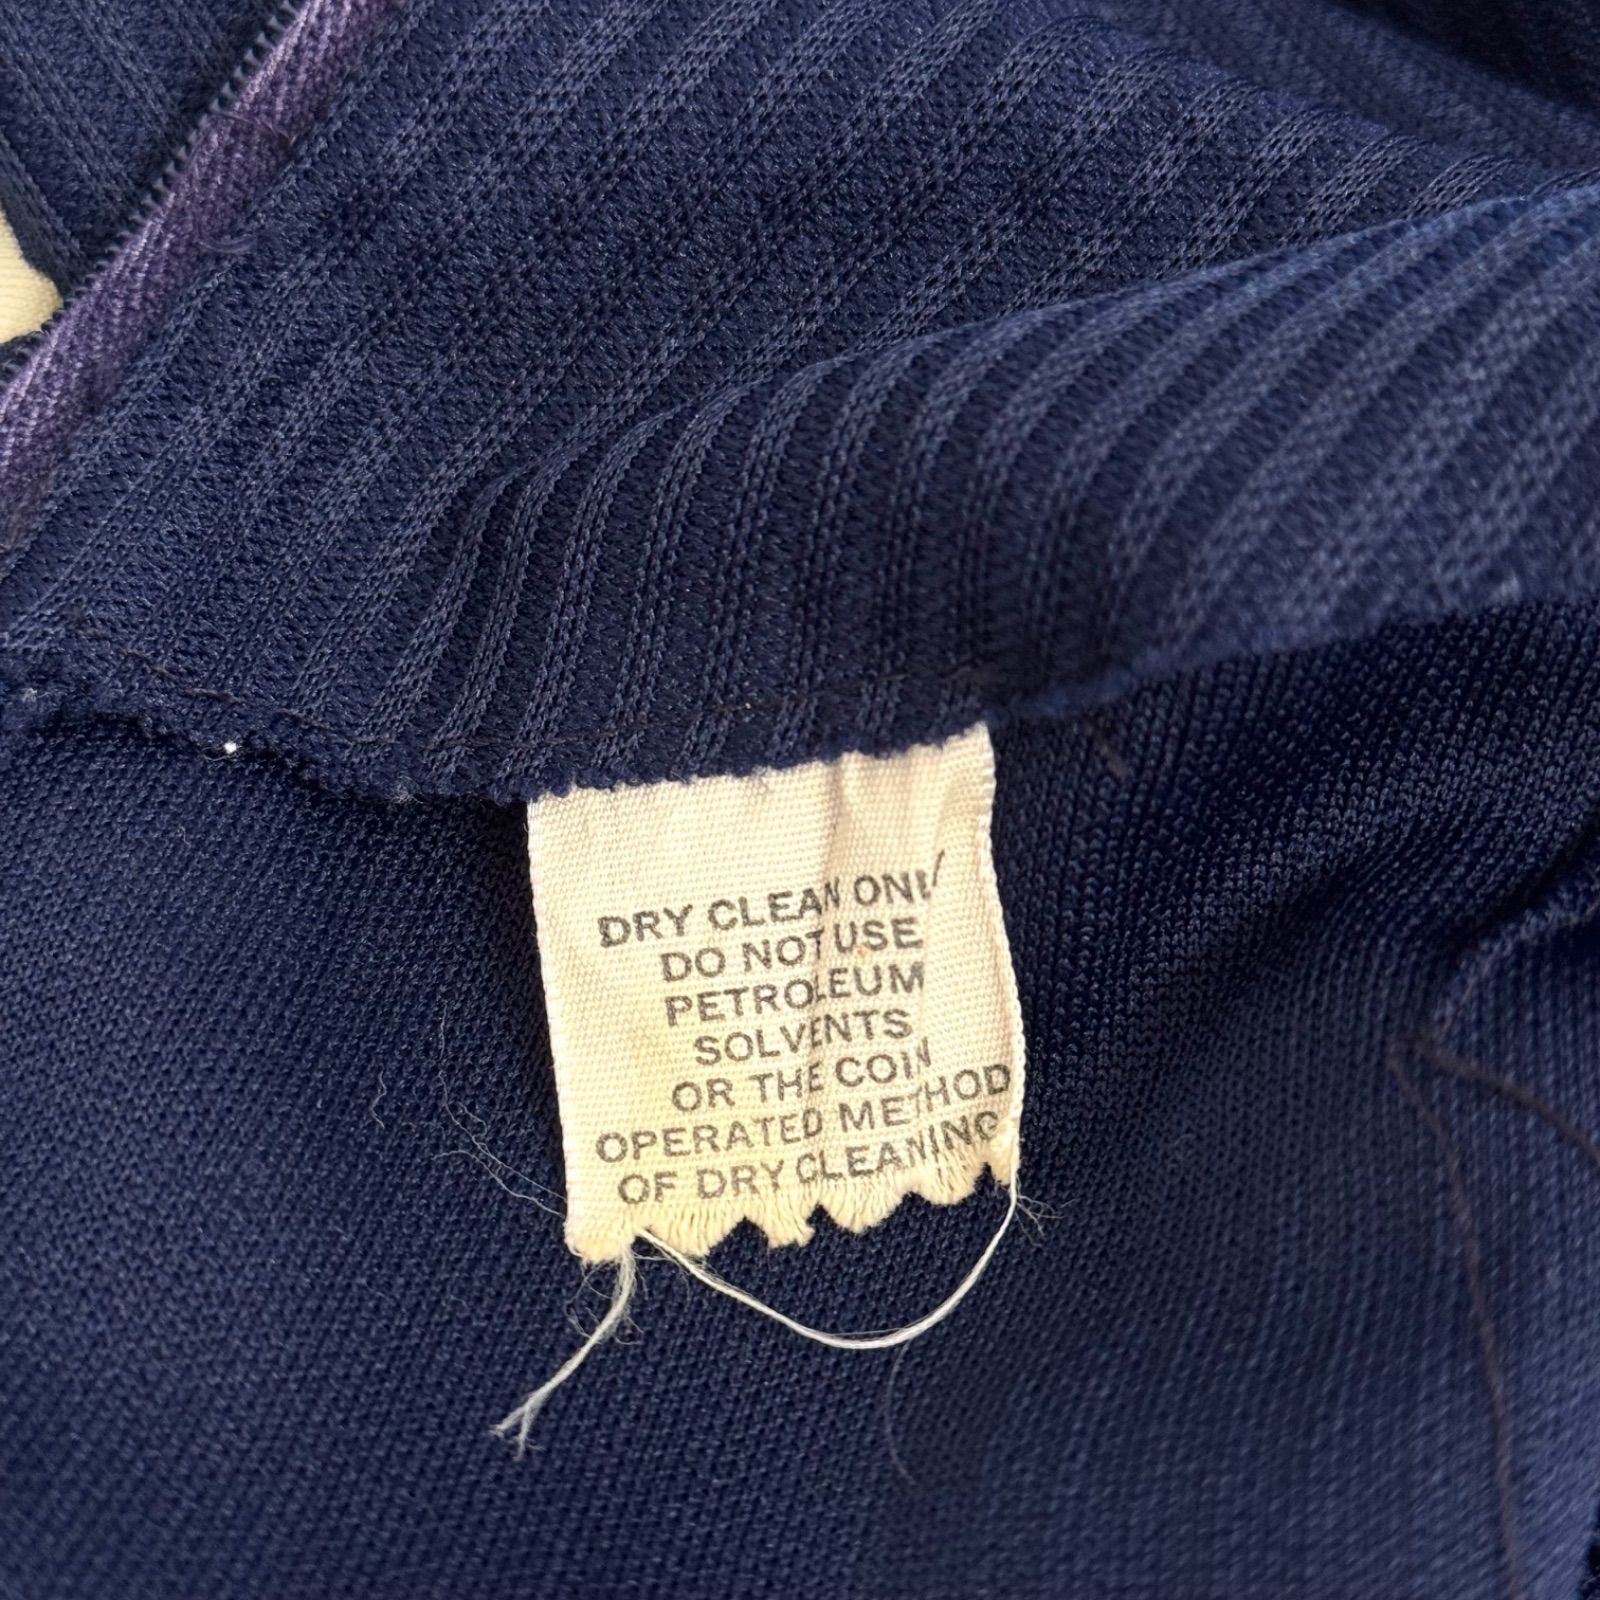 DRY CLEAN ONLY
DO NOT USE
PETROLEUM
SOLVENTS
OR THE COIN
OPERATED METHOD
OF DRY CLEANING